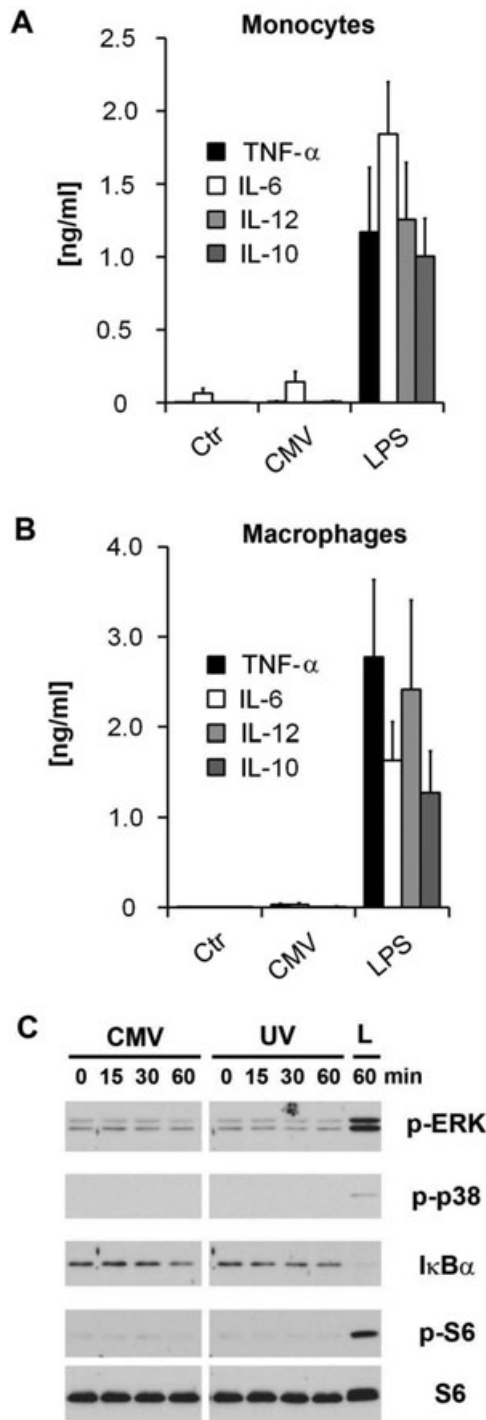 A
Monocytes
2.5
2.0
1.5
1.0
0.5
0
[ng/ml]
TNF-α
IL-6
IL-12
IL-10
Ctr
CMV
LPS
B
Macrophages
4.0
3.0
2.0
1.0
0
[ng/ml]
TNF-α
IL-6
IL-12
IL-10
Ctr
CMV
LPS
C
CMV UV L
0 15 30 60 0 15 30 60 60 min
p-ERK
p-p38
IκBα
p-S6
S6